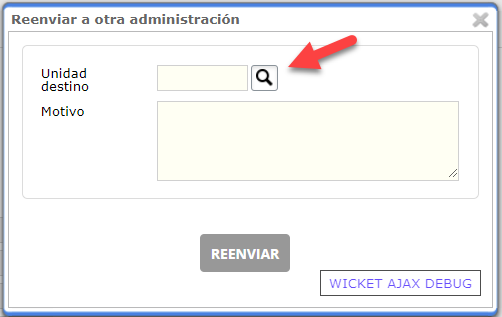 Reenviar a otra administración
Unidad
destino
Motivo
REENVIAR
WICKET AJAX DEBUG